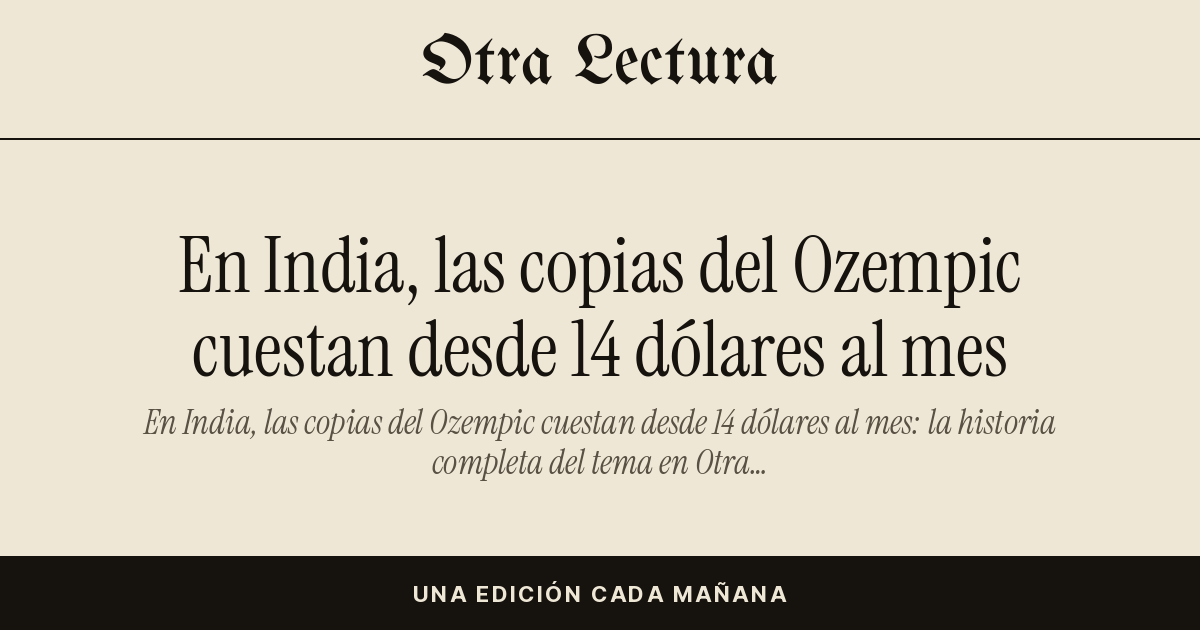 Otra Lectura
En India, las copias del Ozempic
cuestan desde 14 dólares al mes
En India, las copias del Ozempic cuestan desde 14 dólares al mes: la historia
completa del tema en Otra...
UNA EDICIÓN CADA MAÑANA